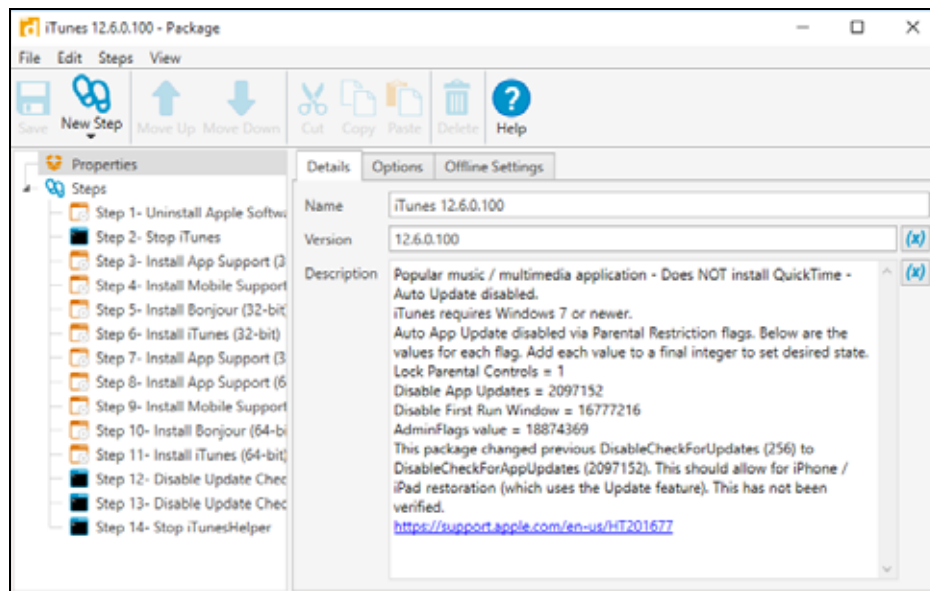 iTunes 12.6.0.100 - Package
File Edit Steps View
Save New Step Move Up Move Down Cut Copy Paste Delete Help
Properties
Steps
Step 1- Uninstall Apple Softw
Step 2- Stop iTunes
Step 3- Install App Support (3
Step 4- Install Mobile Support
Step 5- Install Bonjour (32-bit
Step 6- Install iTunes (32-bit)
Step 7- Install App Support (3
Step 8- Install App Support (6
Step 9- Install Mobile Support
Step 10- Install Bonjour (64-bi
Step 11- Install iTunes (64-bit)
Step 12- Disable Update Chec
Step 13- Disable Update Chec
Step 14- Stop iTunesHelper
Details Options Offline Settings
Name iTunes 12.6.0.100
Version 12.6.0.100 (x)
Description (x)
Popular music / multimedia application - Does NOT install QuickTime -
Auto Update disabled.
iTunes requires Windows 7 or newer.
Auto App Update disabled via Parental Restriction flags. Below are the
values for each flag. Add each value to a final integer to set desired state.
Lock Parental Controls = 1
Disable App Updates = 2097152
Disable First Run Window = 16777216
AdminFlags value = 18874369
This package changed previous DisableCheckForUpdates (256) to
DisableCheckForAppUpdates (2097152). This should allow for iPhone /
iPad restoration (which uses the Update feature). This has not been
verified.
https://support.apple.com/en-us/HT201677